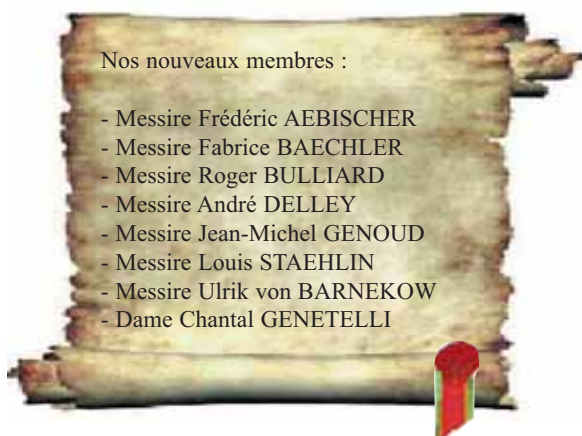 Nos nouveaux membres :
- Messire Frédéric AEBISCHER
- Messire Fabrice BAECHLER
- Messire Roger BULLIARD
- Messire André DELLEY
- Messire Jean-Michel GENOUD
- Messire Louis STAEHLIN
- Messire Ulrik von BARNEKOW
- Dame Chantal GENETELLI